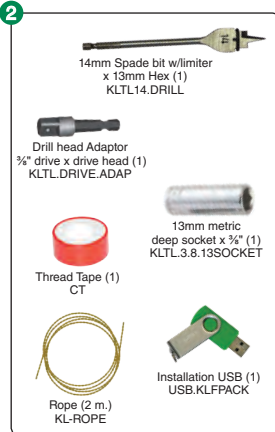 2
14mm Spade bit w/limiter
x 13mm Hex (1)
KLTL14.DRILL
Drill head Adaptor
⅜" drive x drive head (1)
KLTL.DRIVE.ADAP
13mm metric
deep socket x ⅜" (1)
KLTL.3.8.13SOCKET
Thread Tape (1)
CT
Installation USB (1)
USB.KLFPACK
Rope (2 m.)
KL-ROPE